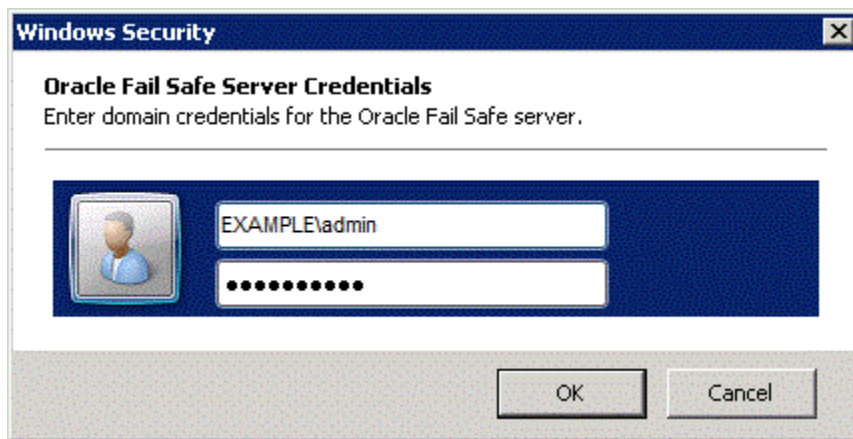 Windows Security
Oracle Fail Safe Server Credentials
Enter domain credentials for the Oracle Fail Safe server.
EXAMPLE\admin
●●●●●●●●●●
OK
Cancel